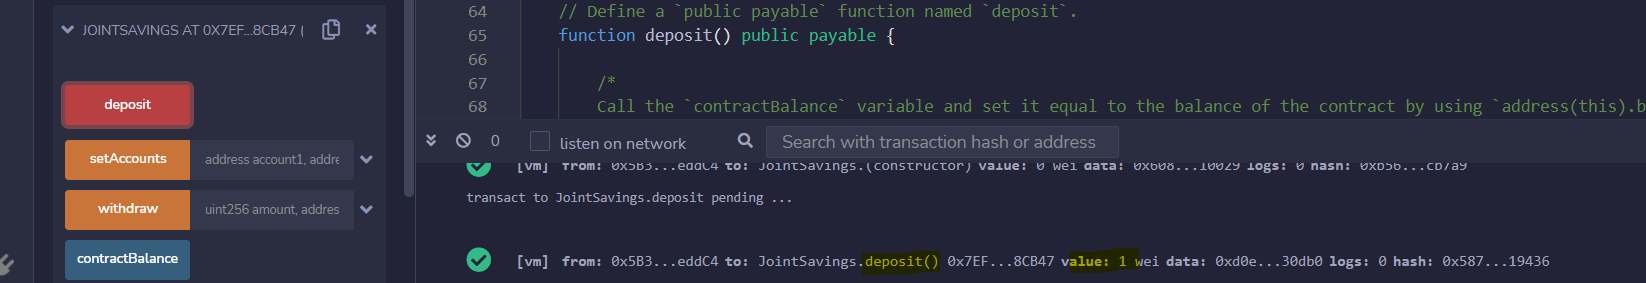 JOINTSAVINGS AT 0X7EF...8CB47 (
deposit
setAccounts address account1, addre
withdraw uint256 amount, addres
contractBalance
64 // Define a `public payable` function named `deposit`.
65 function deposit() public payable {
66
67 /*
68 Call the `contractBalance` variable and set it equal to the balance of the contract by using `address(this).b
0 listen on network Search with transaction hash or address
[vm] from: 0x5B3...eddC4 to: JointSavings.(constructor) value: 0 wei data: 0x608...10029 logs: 0 hash: 0xb56...cb7a9
transact to JointSavings.deposit pending ...
[vm] from: 0x5B3...eddC4 to: JointSavings.deposit() 0x7EF...8CB47 value: 1 wei data: 0xd0e...30db0 logs: 0 hash: 0x587...19436